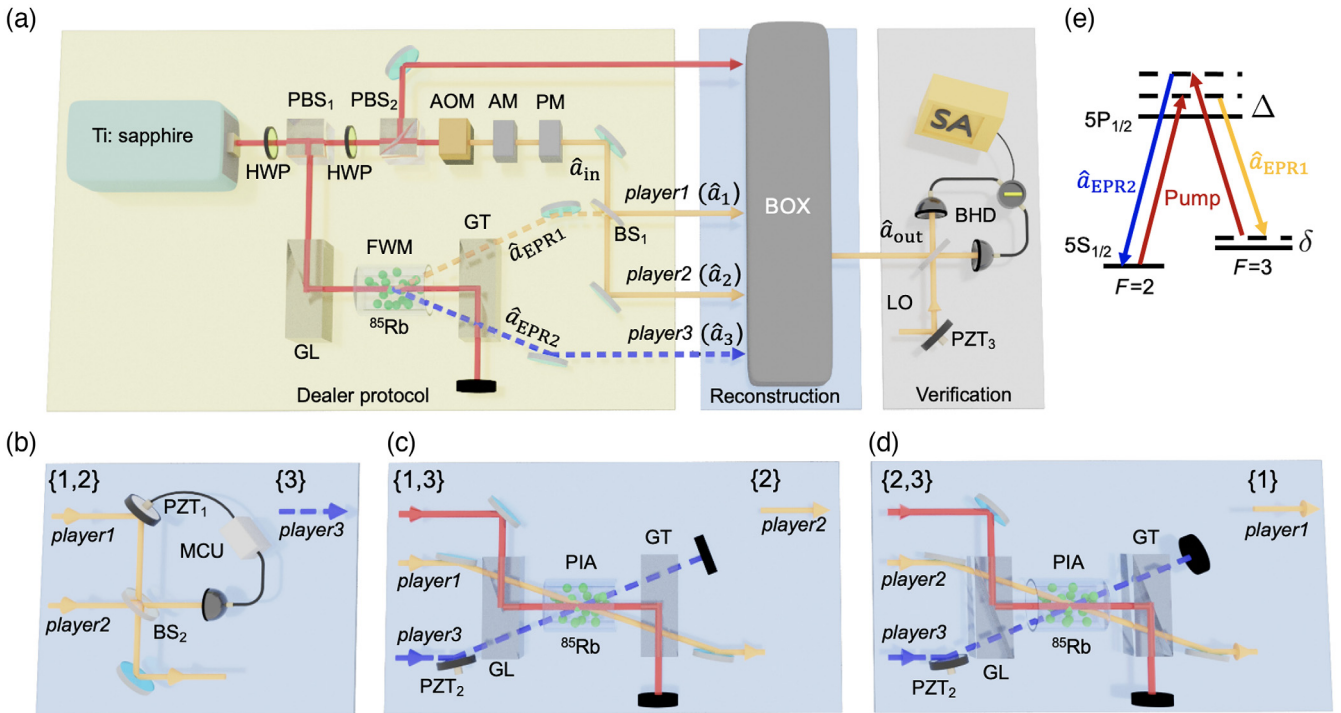 (a)
Ti: sapphire
HWP
PBS₁
HWP
PBS₂
AOM
AM
PM
â_in
player1 (â₁)
BS₁
player2 (â₂)
player3 (â₃)
GL
FWM
⁸⁵Rb
GT
â_EPR1
â_EPR2
Dealer protocol
BOX
Reconstruction
SA
BHD
â_out
LO
PZT₃
Verification
(e)
5P₁/₂
Δ
â_EPR2
Pump
â_EPR1
5S₁/₂
δ
F=2
F=3
(b)
{1,2}
{3}
PZT₁
player1
MCU
player3
player2
BS₂
(c)
{1,3}
{2}
player2
GT
PIA
player1
player3
⁸⁵Rb
GL
PZT₂
(d)
{2,3}
{1}
player1
GT
PIA
player2
player3
⁸⁵Rb
GL
PZT₂